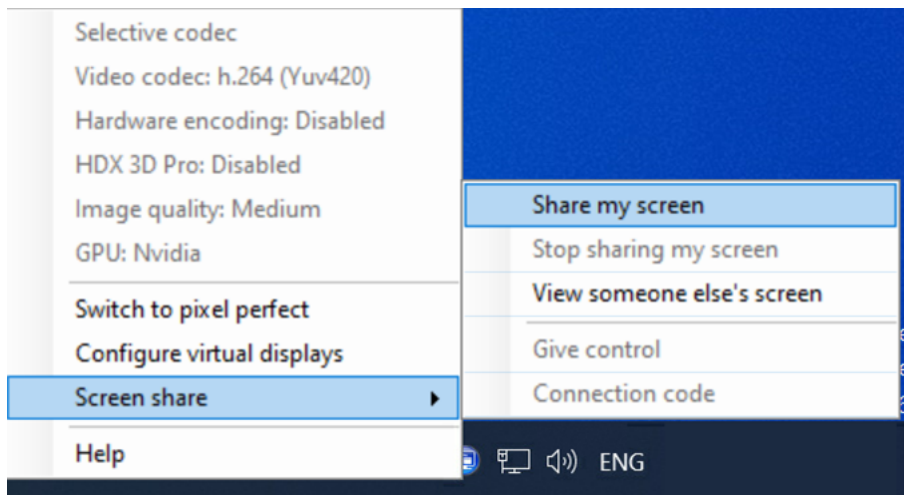 Selective codec
Video codec: h.264 (Yuv420)
Hardware encoding: Disabled
HDX 3D Pro: Disabled
Image quality: Medium
GPU: Nvidia
Switch to pixel perfect
Configure virtual displays
Screen share
Help
Share my screen
Stop sharing my screen
View someone else's screen
Give control
Connection code
ENG